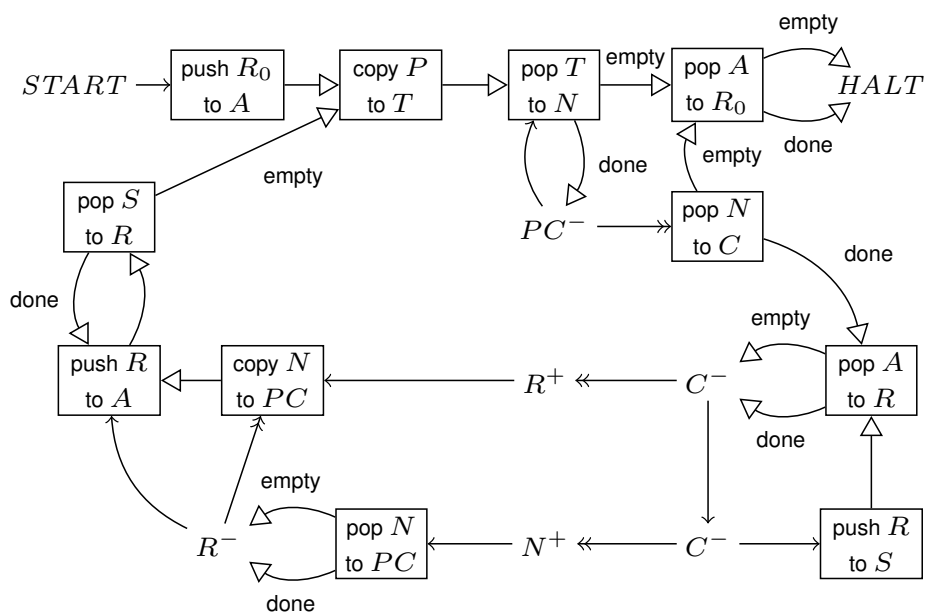 empty
START
push R₀
to A
copy P
to T
pop T
to N
empty
pop A
to R₀
HALT
done
empty
done
empty
pop S
to R
PC⁻
pop N
to C
done
done
empty
push R
to A
copy N
to PC
R⁺
C⁻
pop A
to R
done
empty
R⁻
pop N
to PC
N⁺
C⁻
push R
to S
done